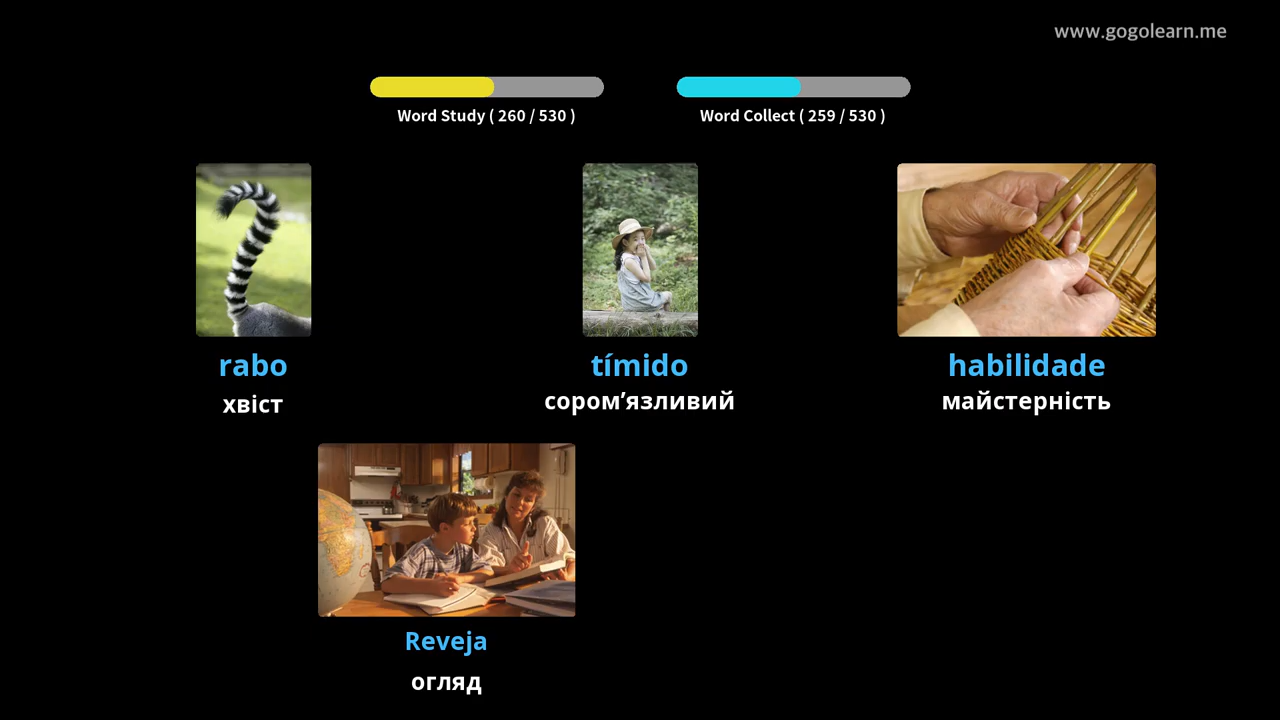 www.gogolearn.me
Word Study ( 260 / 530 )
Word Collect ( 259 / 530 )
rabo
хвіст
tímido
сором’язливий
habilidade
майстерність
Reveja
огляд